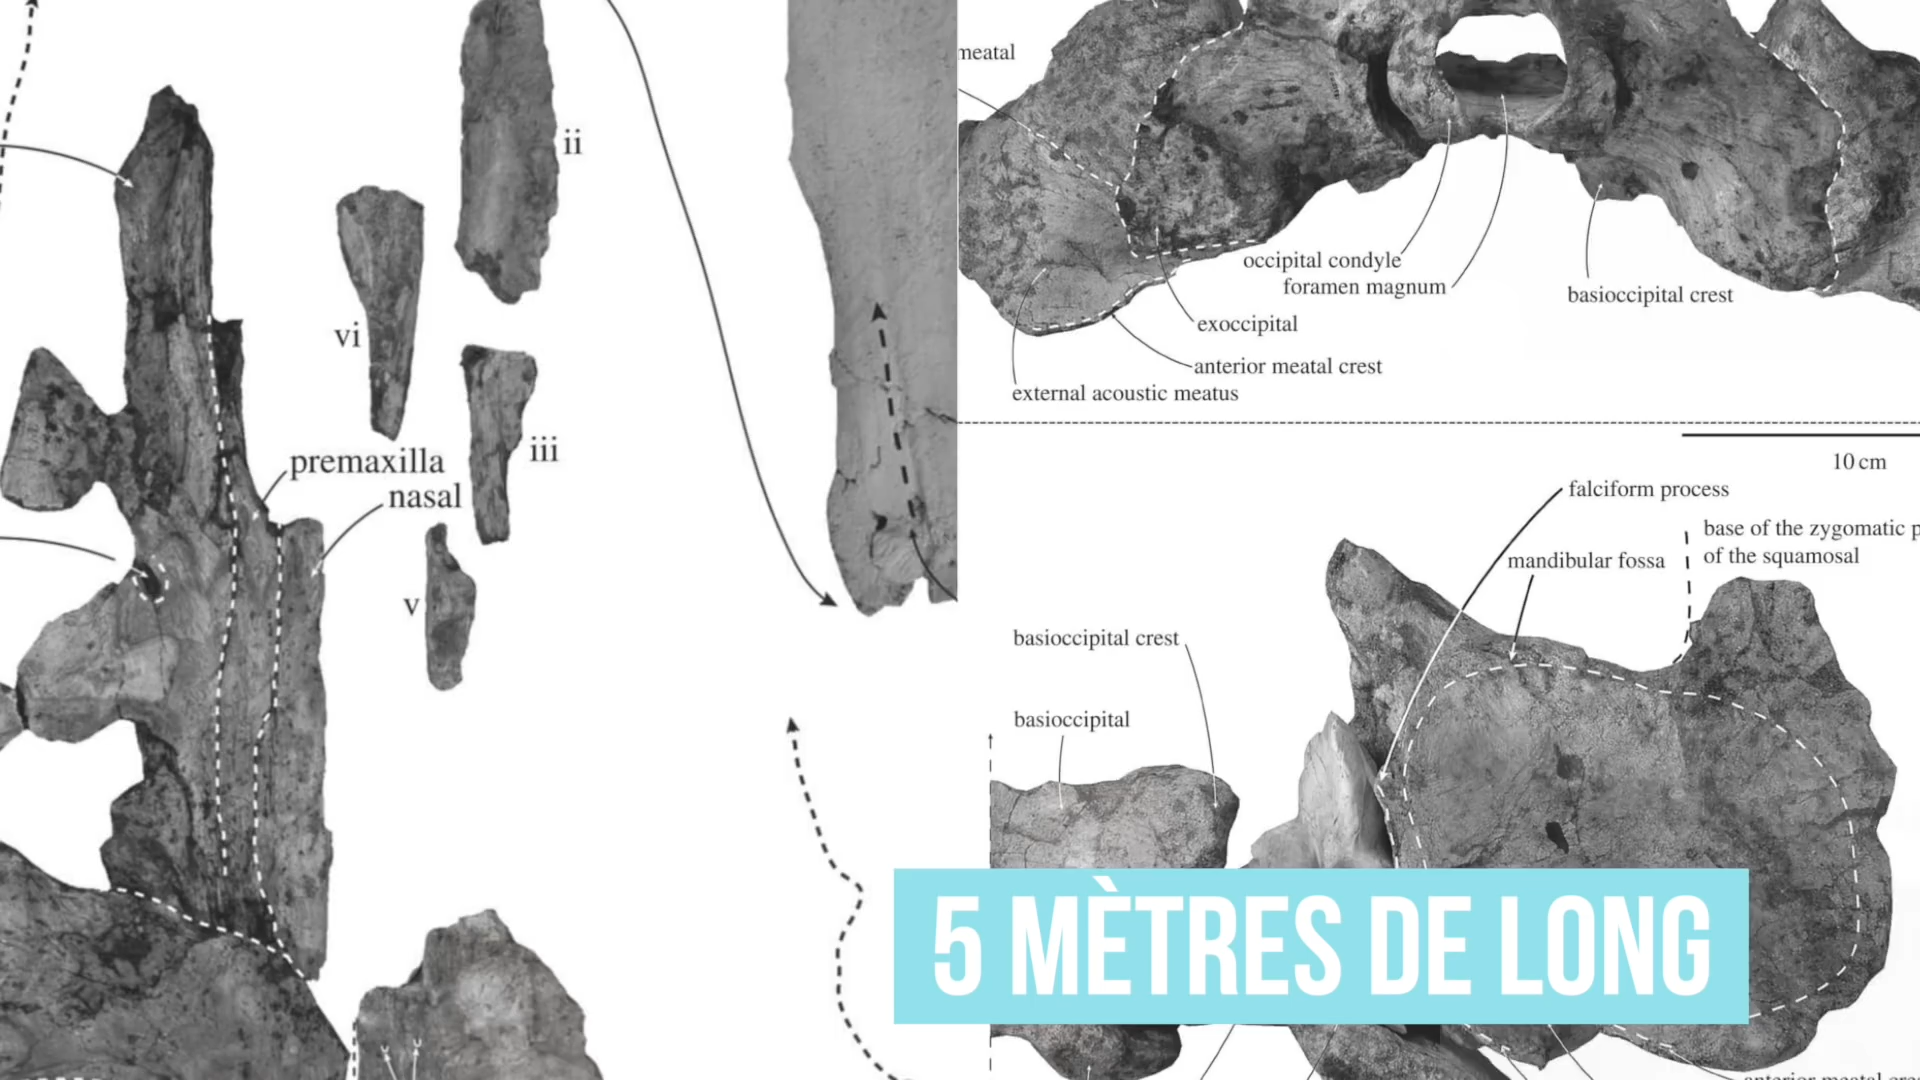 ii
vi
iii
premaxilla
nasal
v
meatal
occipital condyle
foramen magnum
basioccipital crest
exoccipital
anterior meatal crest
external acoustic meatus
10 cm
falciform process
base of the zygomatic p
of the squamosal
mandibular fossa
basioccipital crest
basioccipital
5 MÈTRES DE LONG